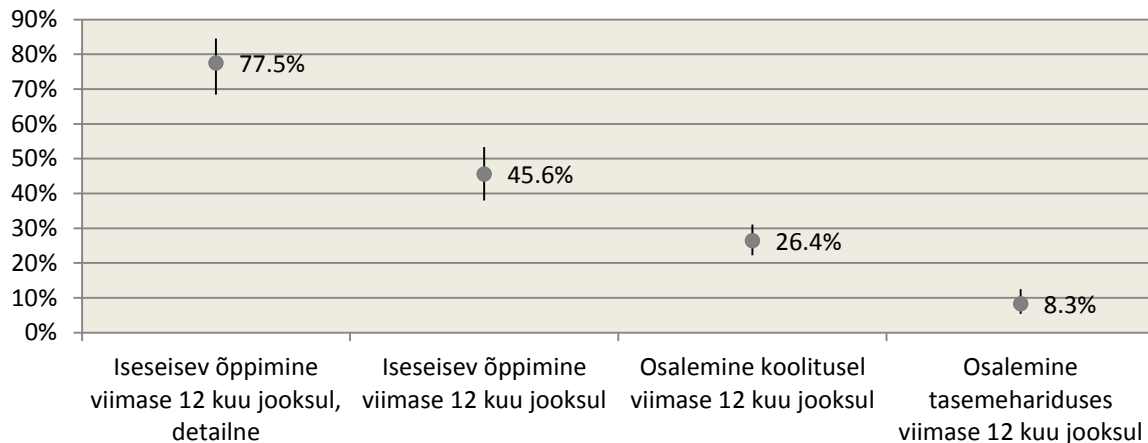 90%
80%
70%
60%
50%
40%
30%
20%
10%
0%
77.5%
45.6%
26.4%
8.3%
Iseseisev õppimine
viimase 12 kuu jooksul,
detailne
Iseseisev õppimine
viimase 12 kuu jooksul
Osalemine koolitusel
viimase 12 kuu jooksul
Osalemine
tasemehariduses
viimase 12 kuu jooksul